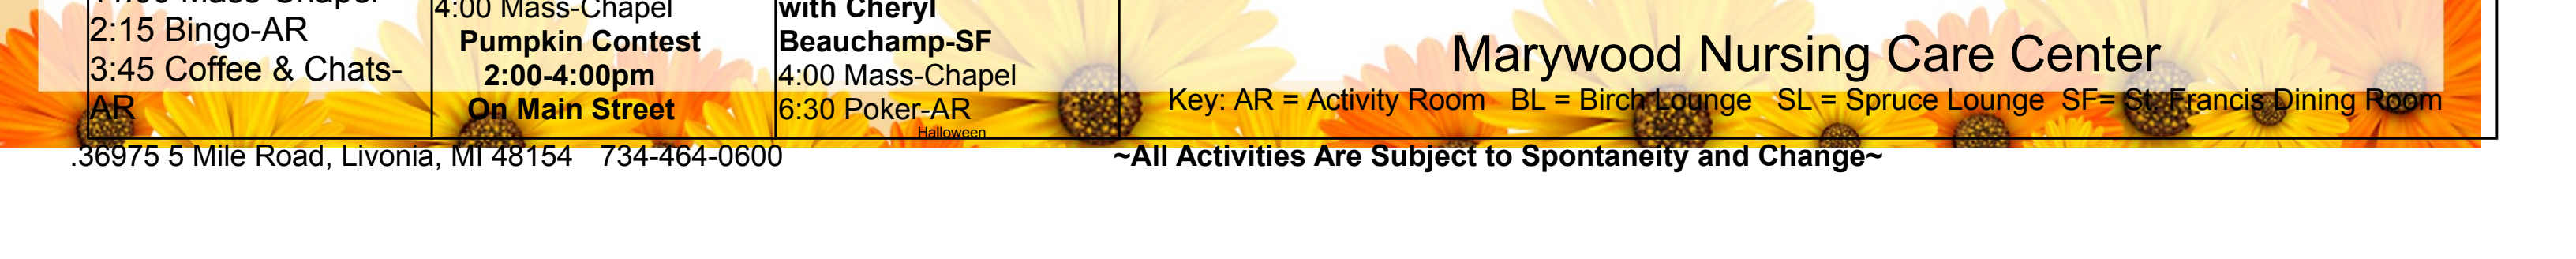 2:15 Bingo-AR
3:45 Coffee & Chats-
AR
4:00 Mass-Chapel
Pumpkin Contest
2:00-4:00pm
On Main Street
with Cheryl
Beauchamp-SF
4:00 Mass-Chapel
6:30 Poker-AR
Halloween
Marywood Nursing Care Center
Key: AR = Activity Room BL = Birch Lounge SL = Spruce Lounge SF= St. Francis Dining Room
.36975 5 Mile Road, Livonia, MI 48154 734-464-0600
~All Activities Are Subject to Spontaneity and Change~